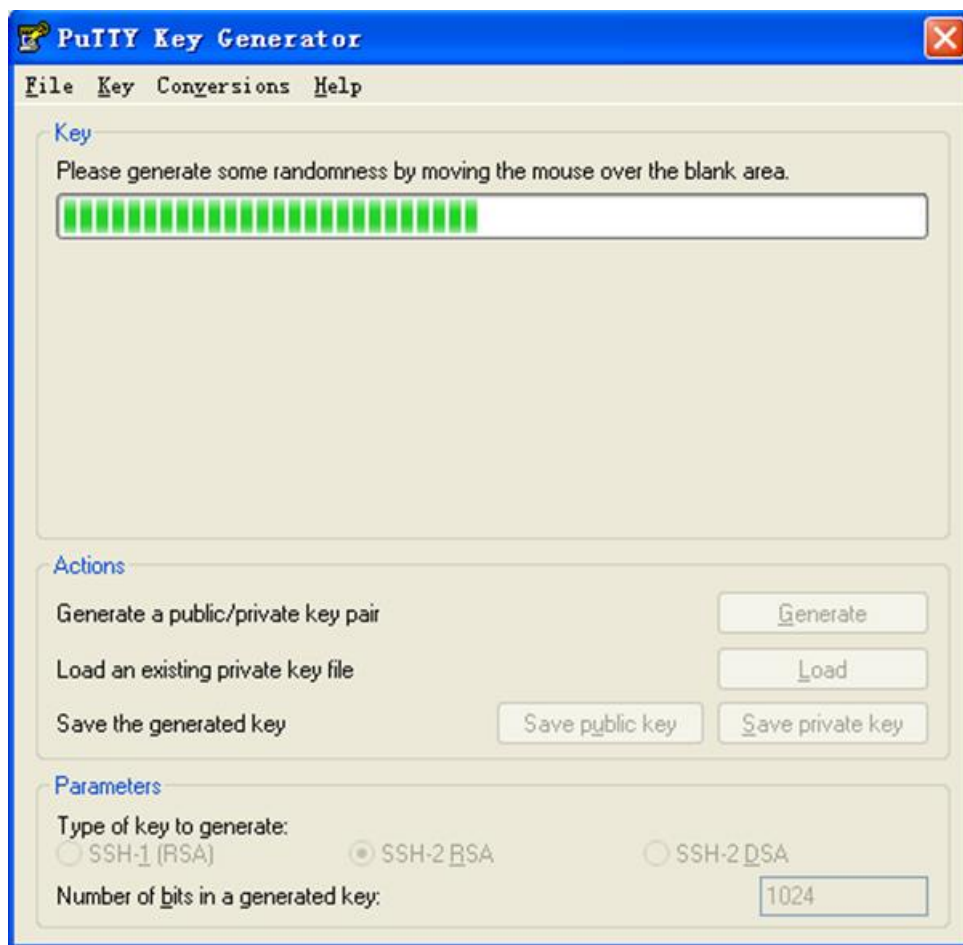 PuTTY Key Generator
File Key Conversions Help
Key
Please generate some randomness by moving the mouse over the blank area.
Actions
Generate a public/private key pair Generate
Load an existing private key file Load
Save the generated key Save public key Save private key
Parameters
Type of key to generate:
SSH-1 (RSA) SSH-2 RSA SSH-2 DSA
Number of bits in a generated key: 1024